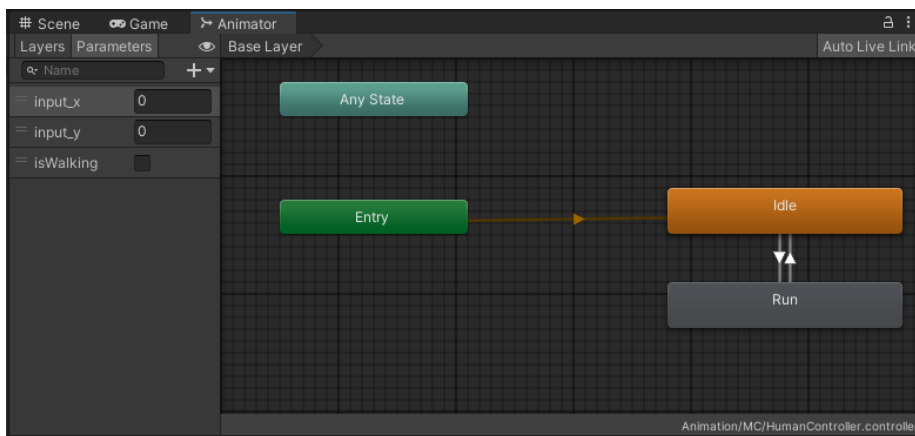 Scene Game Animator
Layers Parameters Base Layer Auto Live Link
Name
input_x 0
Any State
input_y 0
isWalking
Idle
Entry
Run
Animation/MC/HumanController.controlle